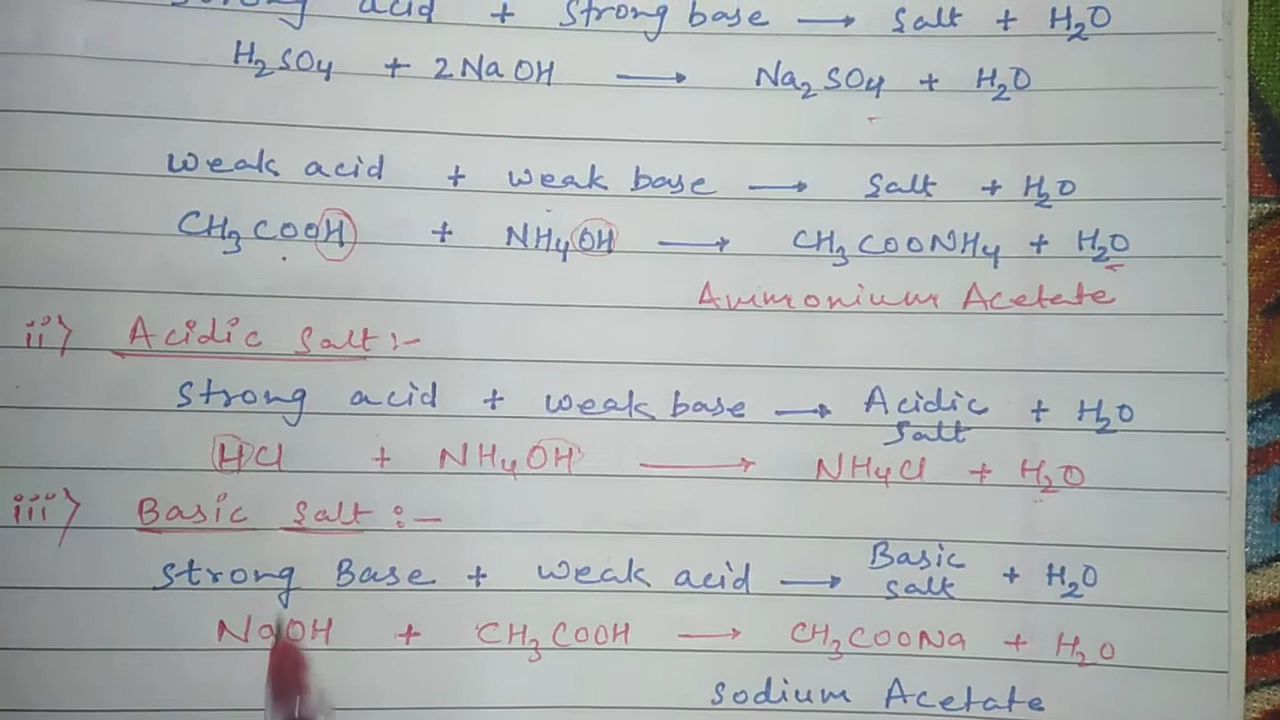 strong acid + Strong base → Salt + H₂O
H₂SO₄ + 2NaOH → Na₂SO₄ + H₂O
Weak acid + weak base → Salt + H₂O
CH₃COOH + NH₄OH → CH₃COONH₄ + H₂O
Ammonium Acetate
ii) Acidic Salt :-
Strong acid + weak base → Acidic Salt + H₂O
HCl + NH₄OH → NH₄Cl + H₂O
iii) Basic Salt :-
Strong Base + weak acid → Basic Salt + H₂O
NaOH + CH₃COOH → CH₃COONa + H₂O
Sodium Acetate